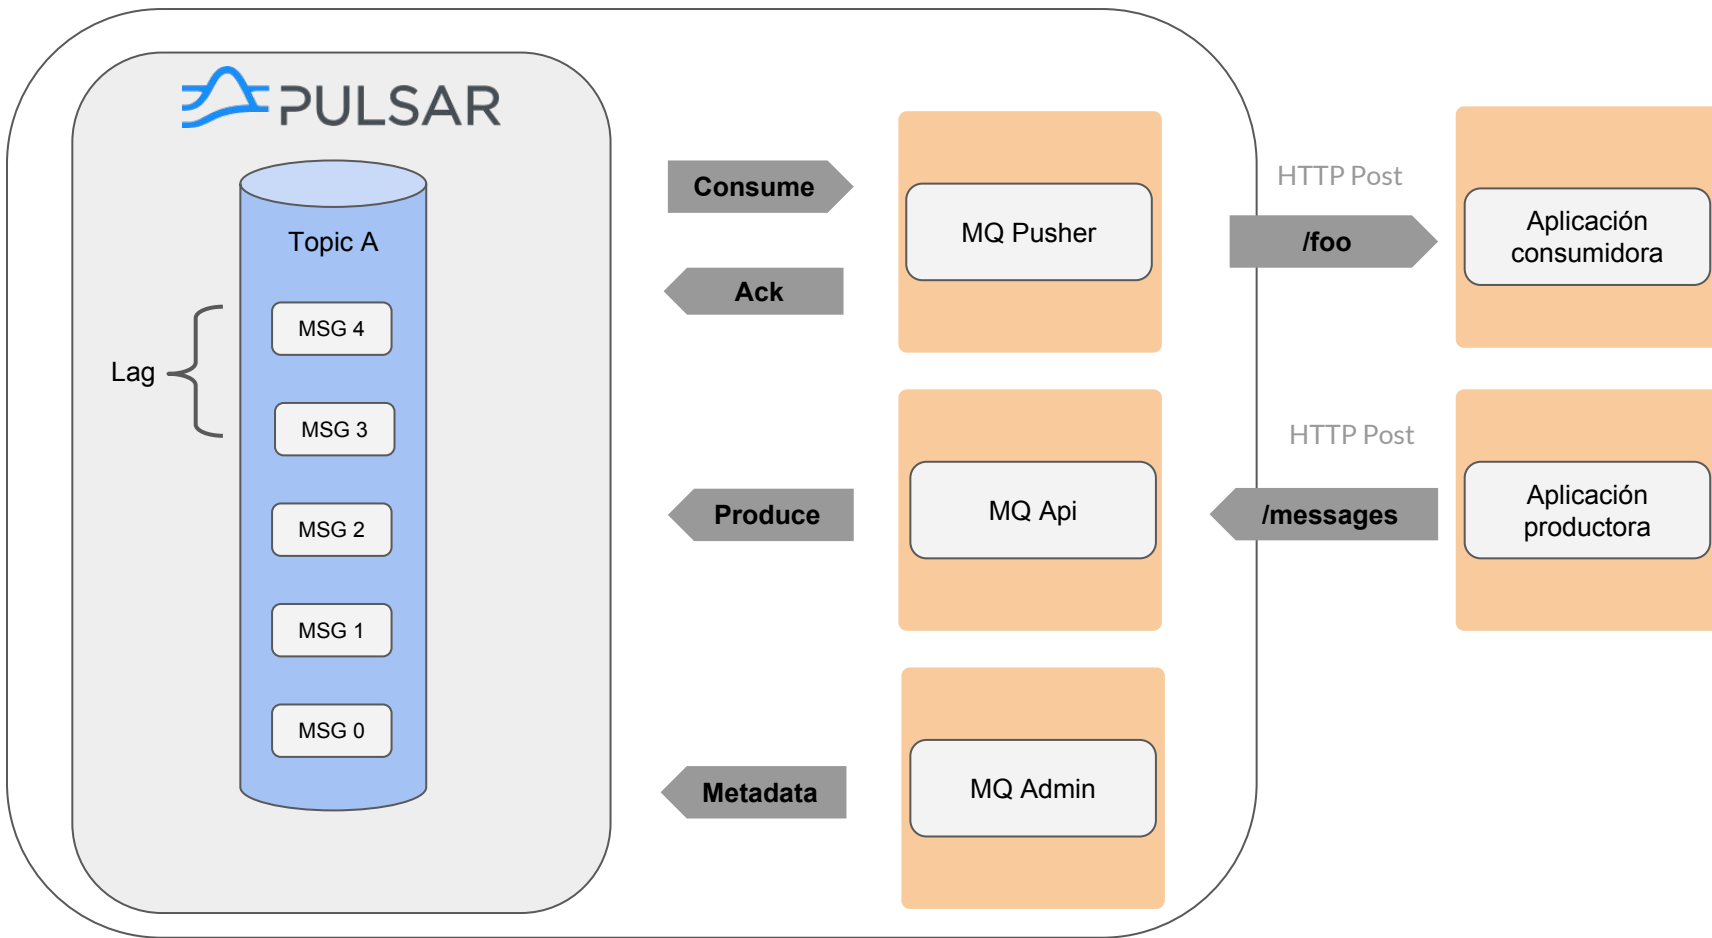 PULSAR
Topic A
MSG 4
Lag
MSG 3
MSG 2
MSG 1
MSG 0
Consume
Ack
MQ Pusher
HTTP Post
/foo
Aplicación
consumidora
Produce
MQ Api
HTTP Post
/messages
Aplicación
productora
Metadata
MQ Admin